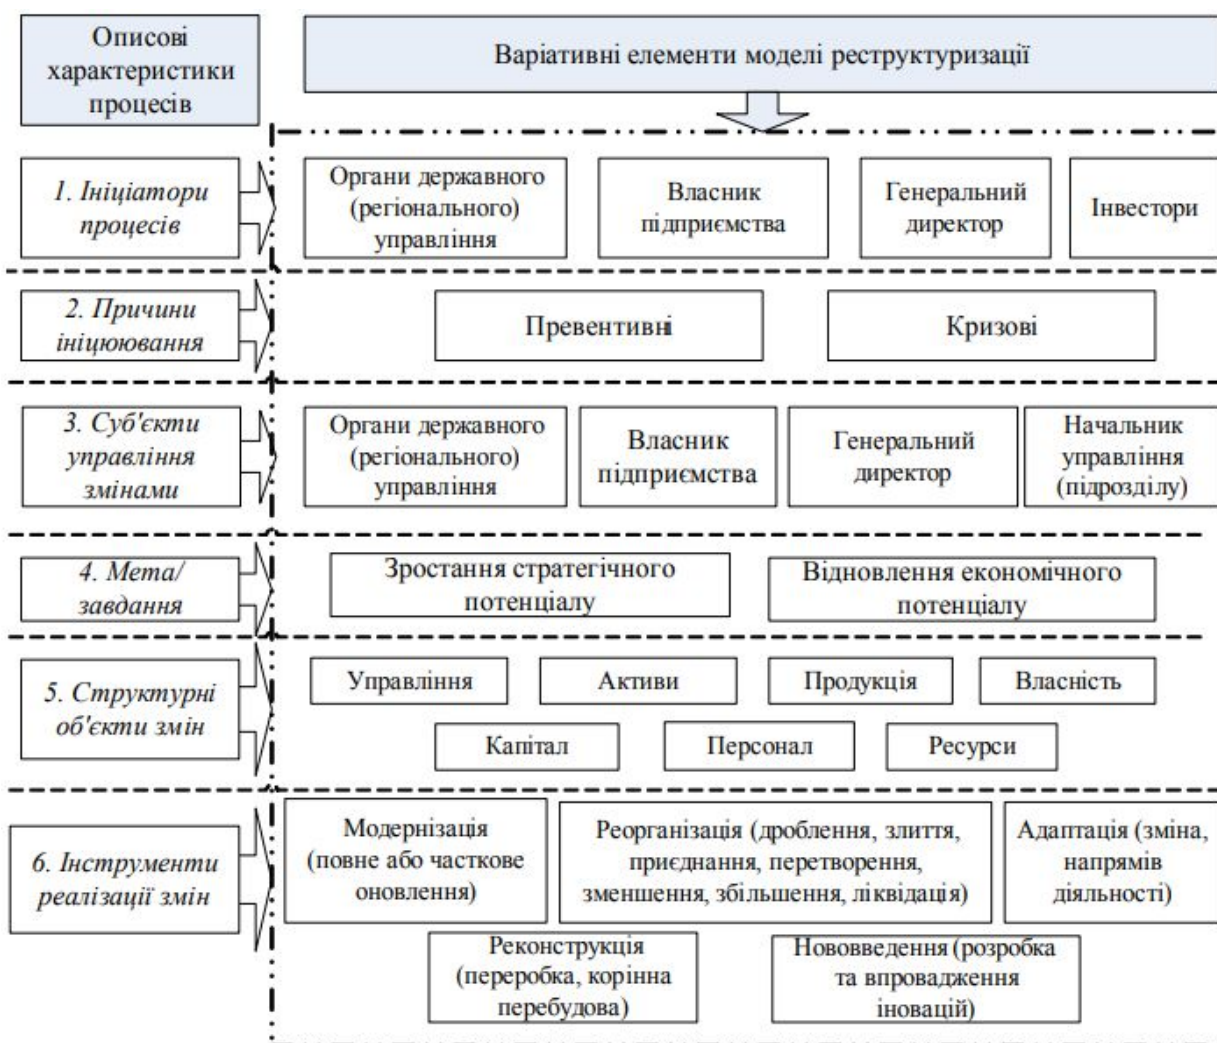 Описові
характеристики
процесів
Варіативні елементи моделі реструктуризації
1. Ініціатори
процесів
Органи державного
(регіонального)
управління
Власник
підприємства
Генеральний
директор
Інвестори
2. Причини
ініцюювання
Превентивні
Кризові
3. Суб'єкти
управління
змінами
Органи державного
(регіонального)
управління
Власник
підприємства
Генеральний
директор
Начальник
управління
(підрозділу)
4. Мета/
завдання
Зростання стратегічного
потенціалу
Відновлення економічного
потенціалу
5. Структурні
об'єкти змін
Управління
Активи
Продукція
Власність
Капітал
Персонал
Ресурси
6. Інструменти
реалізації змін
Модернізація
(повне або часткове
оновлення)
Реорганізація (дроблення, злиття,
приєднання, перетворення,
зменшення, збільшення, ліквідація)
Адаптація (зміна,
напрямів
діяльності)
Реконструкція
(переробка, корінна
перебудова)
Нововведення (розробка
та впровадження
іновацій)